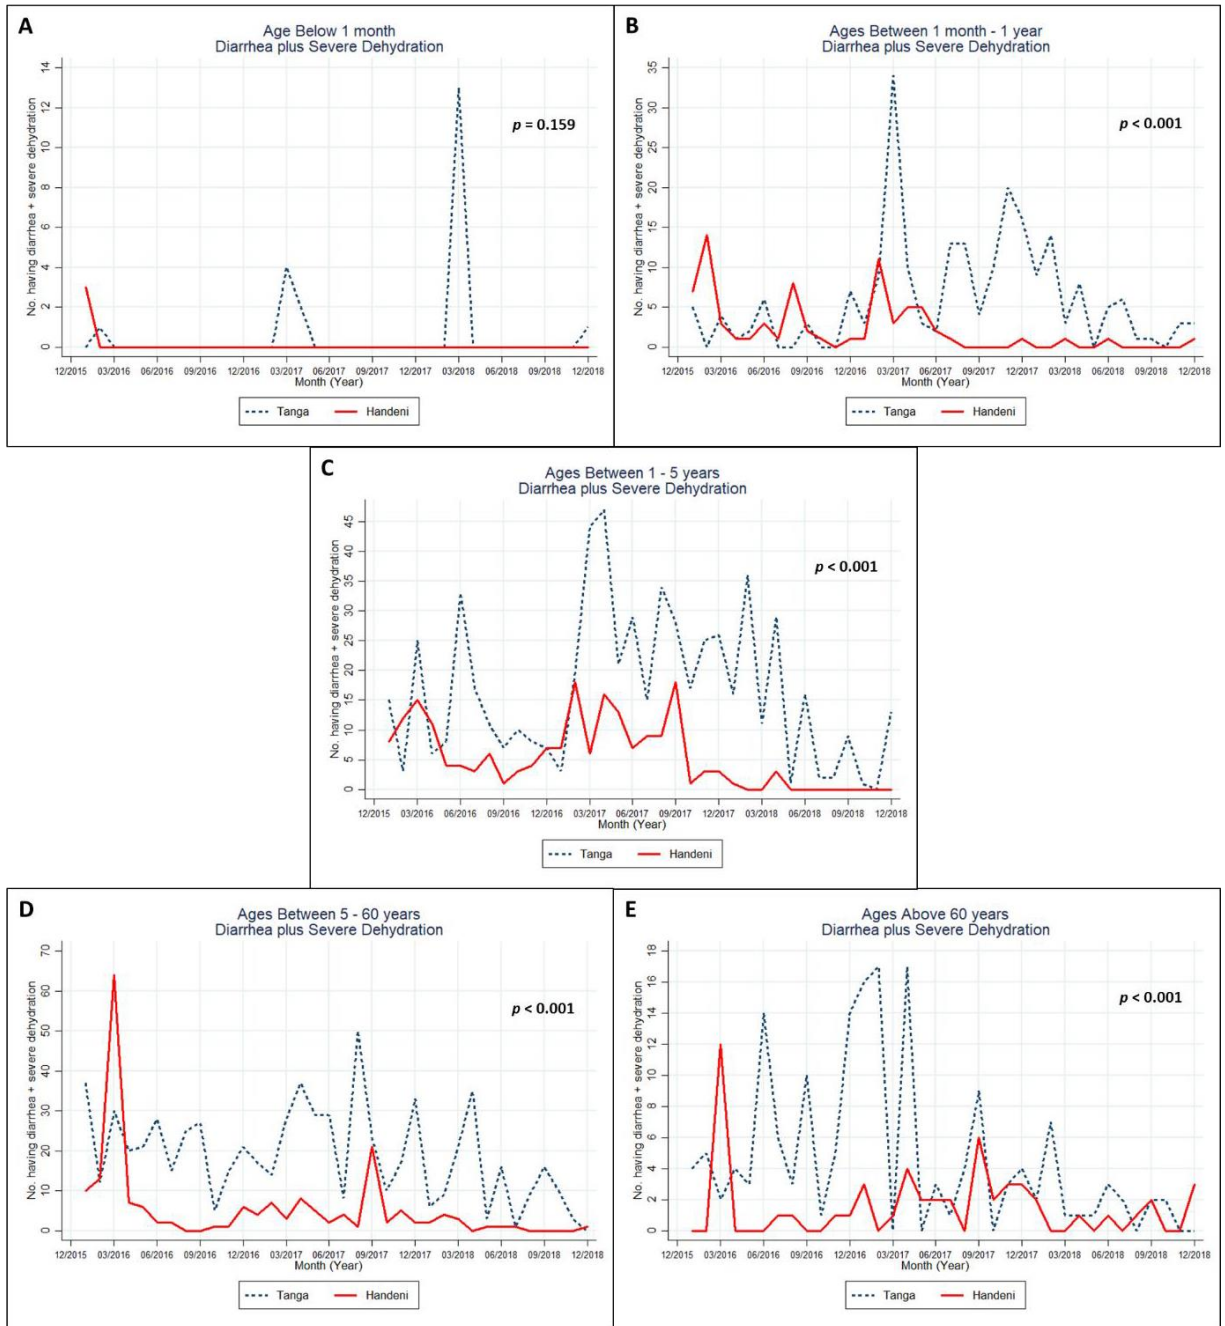 A
Age Below 1 month
Diarrhea plus Severe Dehydration
p = 0.159
No. having diarrhea + severe dehydration
14
12
10
8
6
4
2
0
12/2015 03/2016 06/2016 09/2016 12/2016 03/2017 06/2017 09/2017 12/2017 03/2018 06/2018 09/2018 12/2018
Month (Year)
Tanga Handeni
B
Ages Between 1 month - 1 year
Diarrhea plus Severe Dehydration
p < 0.001
No. having diarrhea + severe dehydration
35
30
25
20
15
10
5
0
12/2015 03/2016 06/2016 09/2016 12/2016 03/2017 06/2017 09/2017 12/2017 03/2018 06/2018 09/2018 12/2018
Month (Year)
Tanga Handeni
C
Ages Between 1 - 5 years
Diarrhea plus Severe Dehydration
p < 0.001
No. having diarrhea + severe dehydration
45
40
35
30
25
20
15
10
5
0
12/2015 03/2016 06/2016 09/2016 12/2016 03/2017 06/2017 09/2017 12/2017 03/2018 06/2018 09/2018 12/2018
Month (Year)
Tanga Handeni
D
Ages Between 5 - 60 years
Diarrhea plus Severe Dehydration
p < 0.001
No. having diarrhea + severe dehydration
70
60
50
40
30
20
10
0
12/2015 03/2016 06/2016 09/2016 12/2016 03/2017 06/2017 09/2017 12/2017 03/2018 06/2018 09/2018 12/2018
Month (Year)
Tanga Handeni
E
Ages Above 60 years
Diarrhea plus Severe Dehydration
p < 0.001
No. having diarrhea + severe dehydration
18
16
14
12
10
8
6
4
2
0
12/2015 03/2016 06/2016 09/2016 12/2016 03/2017 06/2017 09/2017 12/2017 03/2018 06/2018 09/2018 12/2018
Month (Year)
Tanga Handeni